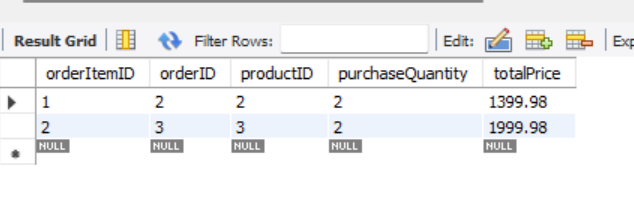 Result Grid Filter Rows: Edit: Exp
orderItemID orderID productID purchaseQuantity totalPrice
1 2 2 2 1399.98
2 3 3 2 1999.98
NULL NULL NULL NULL NULL